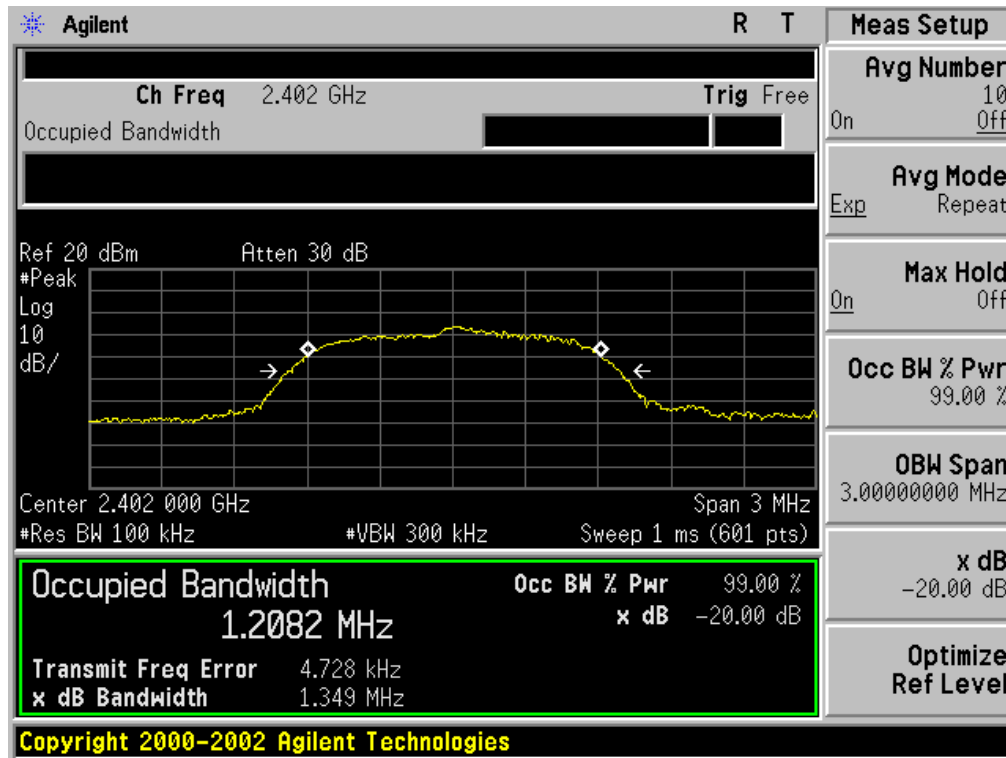 Agilent R T
Ch Freq 2.402 GHz Trig Free
Occupied Bandwidth
Ref 20 dBm Atten 30 dB
#Peak
Log
10
dB/
Center 2.402 000 GHz Span 3 MHz
#Res BW 100 kHz #VBW 300 kHz Sweep 1 ms (601 pts)
Occupied Bandwidth Occ BW % Pwr 99.00 %
1.2082 MHz x dB -20.00 dB
Transmit Freq Error 4.728 kHz
x dB Bandwidth 1.349 MHz
Copyright 2000-2002 Agilent Technologies
Meas Setup
Avg Number
10
On Off
Avg Mode
Exp Repeat
Max Hold
On Off
Occ BW % Pwr
99.00 %
OBW Span
3.00000000 MHz
x dB
-20.00 dB
Optimize
Ref Level